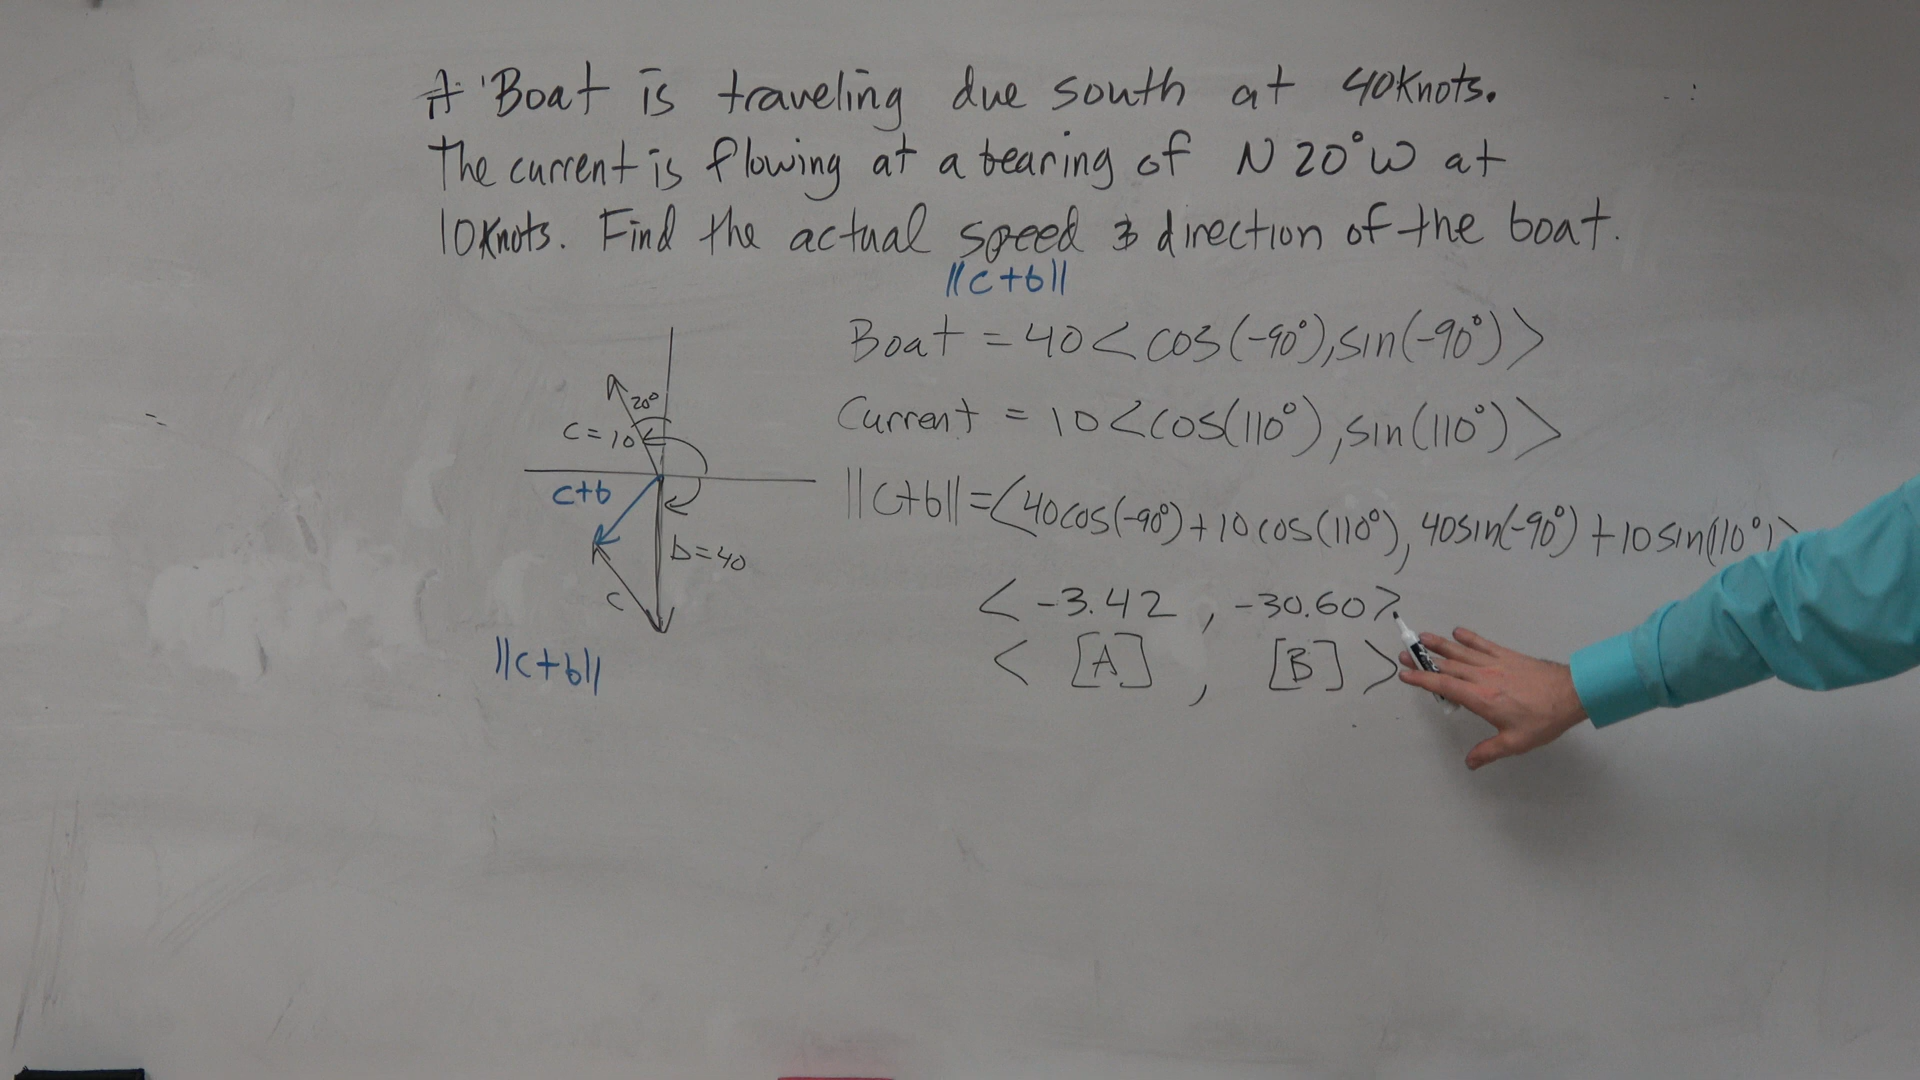 A Boat is traveling due south at 40Knots.
The current is flowing at a bearing of N 20° W at
10Knots. Find the actual speed & direction of the boat.
||c+b||
Boat = 40<cos(-90°),sin(-90°)>
Current = 10<cos(110°),sin(110°)>
||c+b||=<40cos(-90°)+10cos(110°), 40sin(-90°)+10sin(110°)>
<-3.42, -30.60>
<[A], [B]>
20°
c=10
c+b
b=40
c
||c+b||